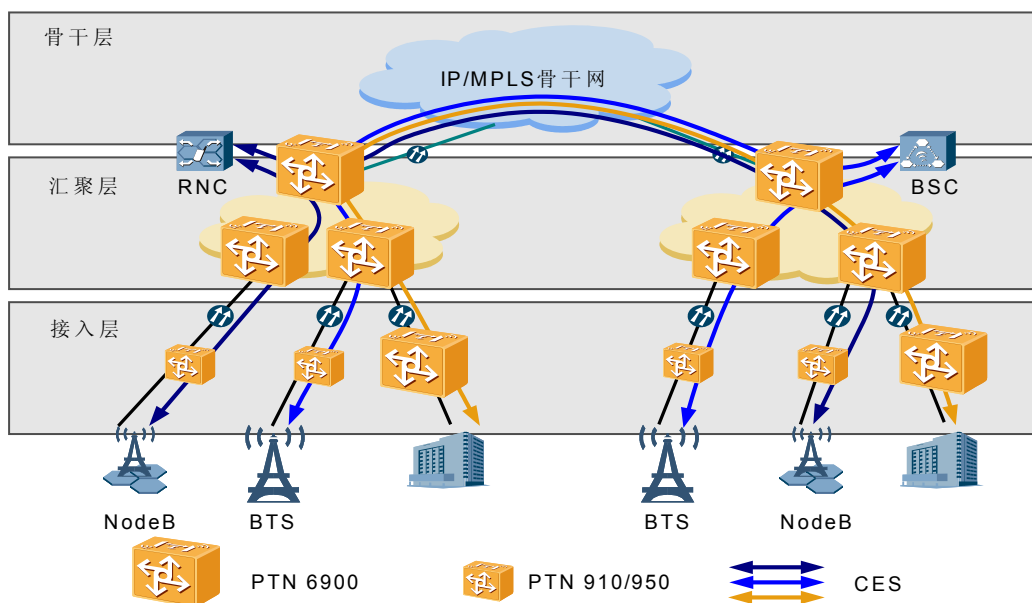 骨干层
IP/MPLS骨干网
RNC
BSC
汇聚层
接入层
NodeB
BTS
BTS
NodeB
PTN 6900
PTN 910/950
CES